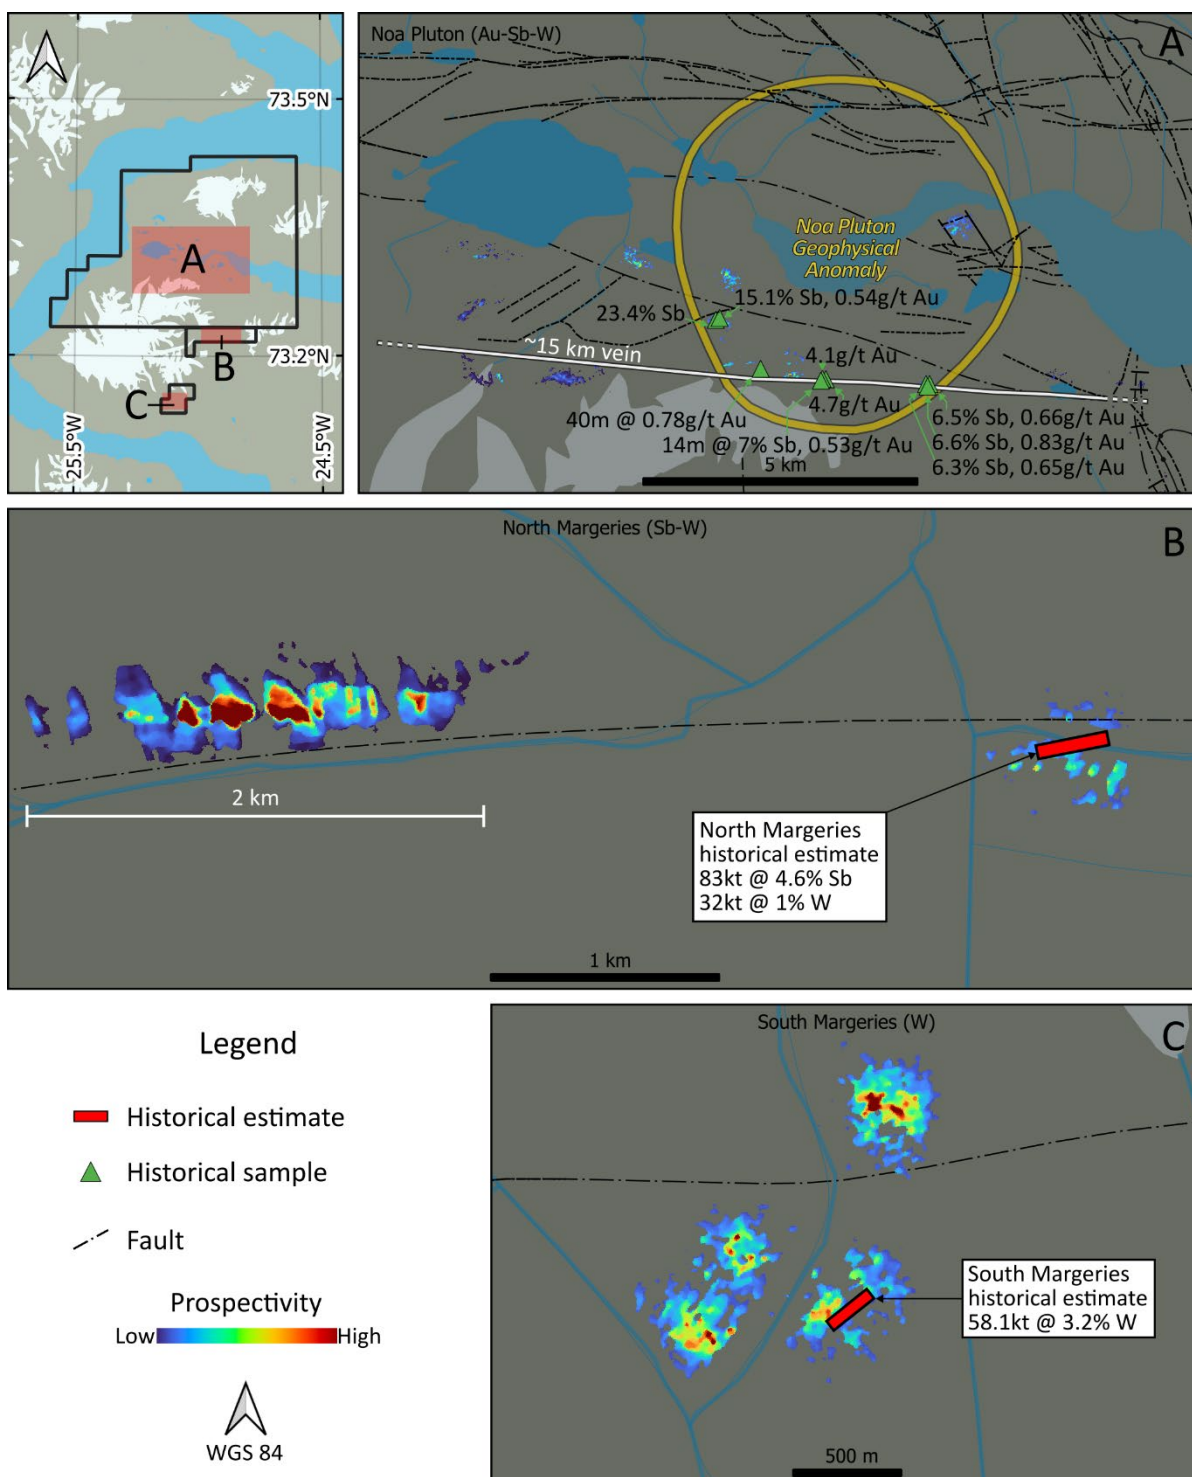 73.5°N
A
B
73.2°N
C
25.5°W
24.5°W
Noa Pluton (Au-Sb-W)
A
Noa Pluton
Geophysical
Anomaly
15.1% Sb, 0.54g/t Au
23.4% Sb
~15 km vein
4.1g/t Au
4.7g/t Au
40m @ 0.78g/t Au
14m @ 7% Sb, 0.53g/t Au
6.5% Sb, 0.66g/t Au
6.6% Sb, 0.83g/t Au
6.3% Sb, 0.65g/t Au
5 km
North Margeries (Sb-W)
B
2 km
North Margeries
historical estimate
83kt @ 4.6% Sb
32kt @ 1% W
1 km
Legend
Historical estimate
Historical sample
Fault
Prospectivity
Low High
WGS 84
South Margeries (W)
C
South Margeries
historical estimate
58.1kt @ 3.2% W
500 m